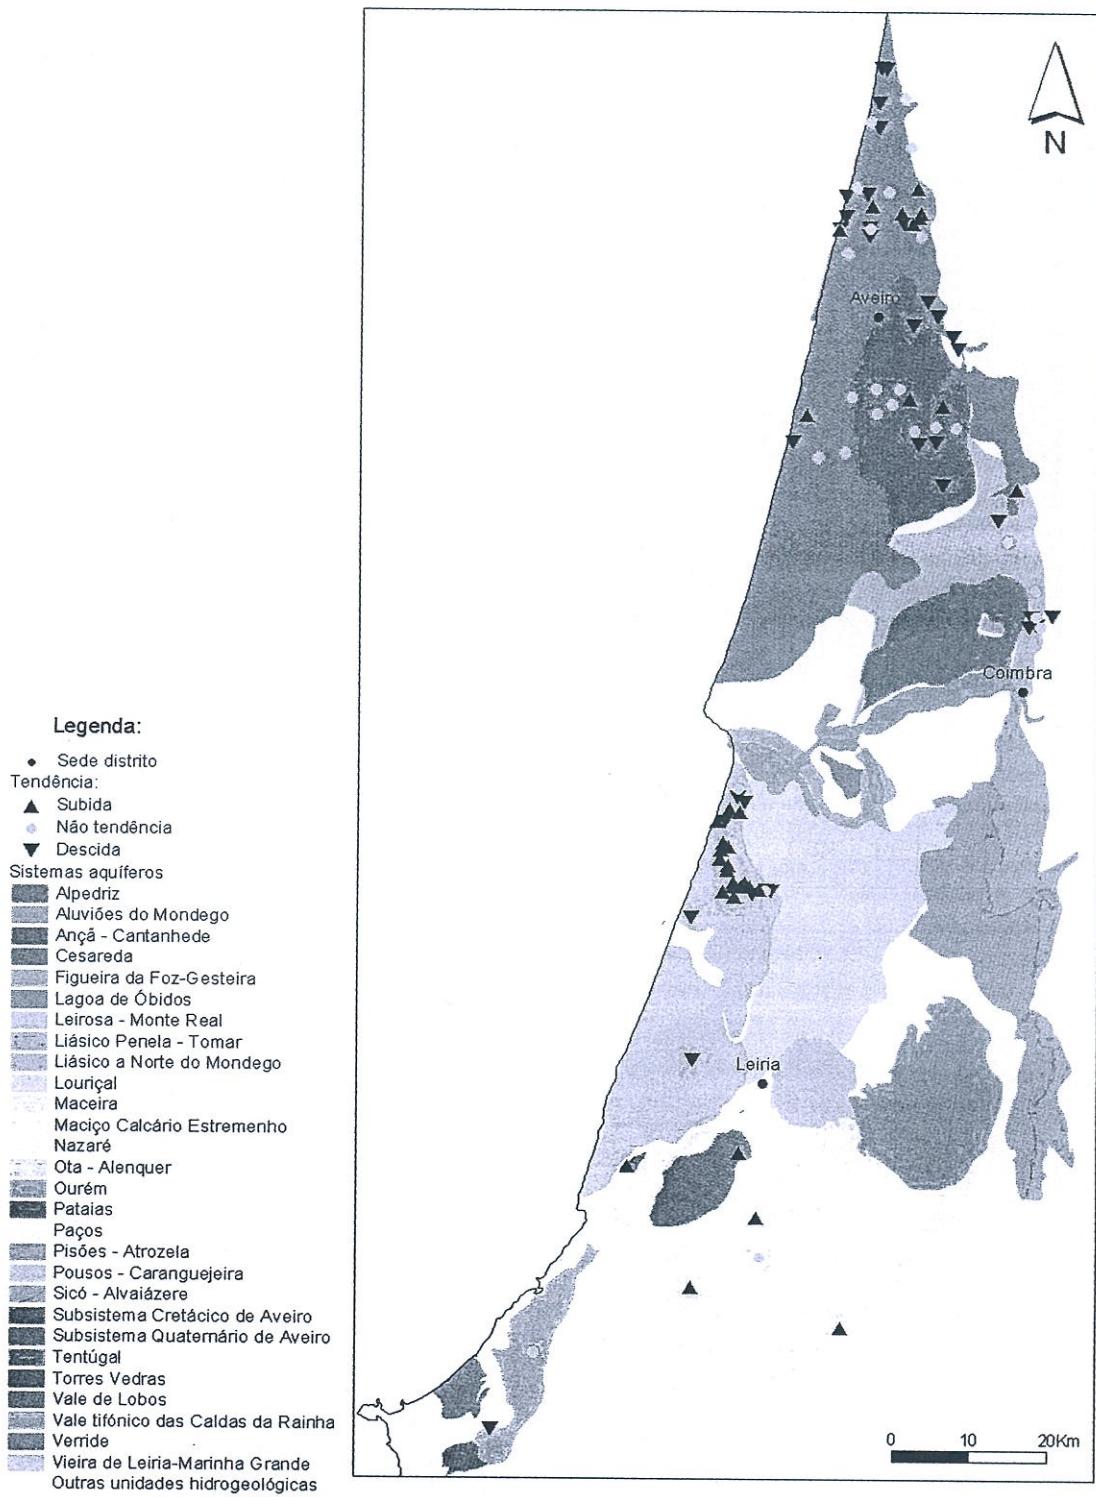 N
Aveiro
Coimbra
Leiria
Legenda:
Sede distrito
Tendência:
Subida
Não tendência
Descida
Sistemas aquíferos
Alpedriz
Aluviões do Mondego
Ançã - Cantanhede
Cesareda
Figueira da Foz-Gesteira
Lagoa de Óbidos
Leirosa - Monte Real
Liásico Penela - Tomar
Liásico a Norte do Mondego
Louriçal
Maceira
Maciço Calcário Estremenho
Nazaré
Ota - Alenquer
Ourém
Pataias
Paços
Pisões - Atrozela
Pousos - Caranguejeira
Sicó - Alvaiázere
Subsistema Cretácico de Aveiro
Subsistema Quaternário de Aveiro
Tentúgal
Torres Vedras
Vale de Lobos
Vale tifónico das Caldas da Rainha
Verride
Vieira de Leiria-Marinha Grande
Outras unidades hidrogeológicas
0 10 20Km